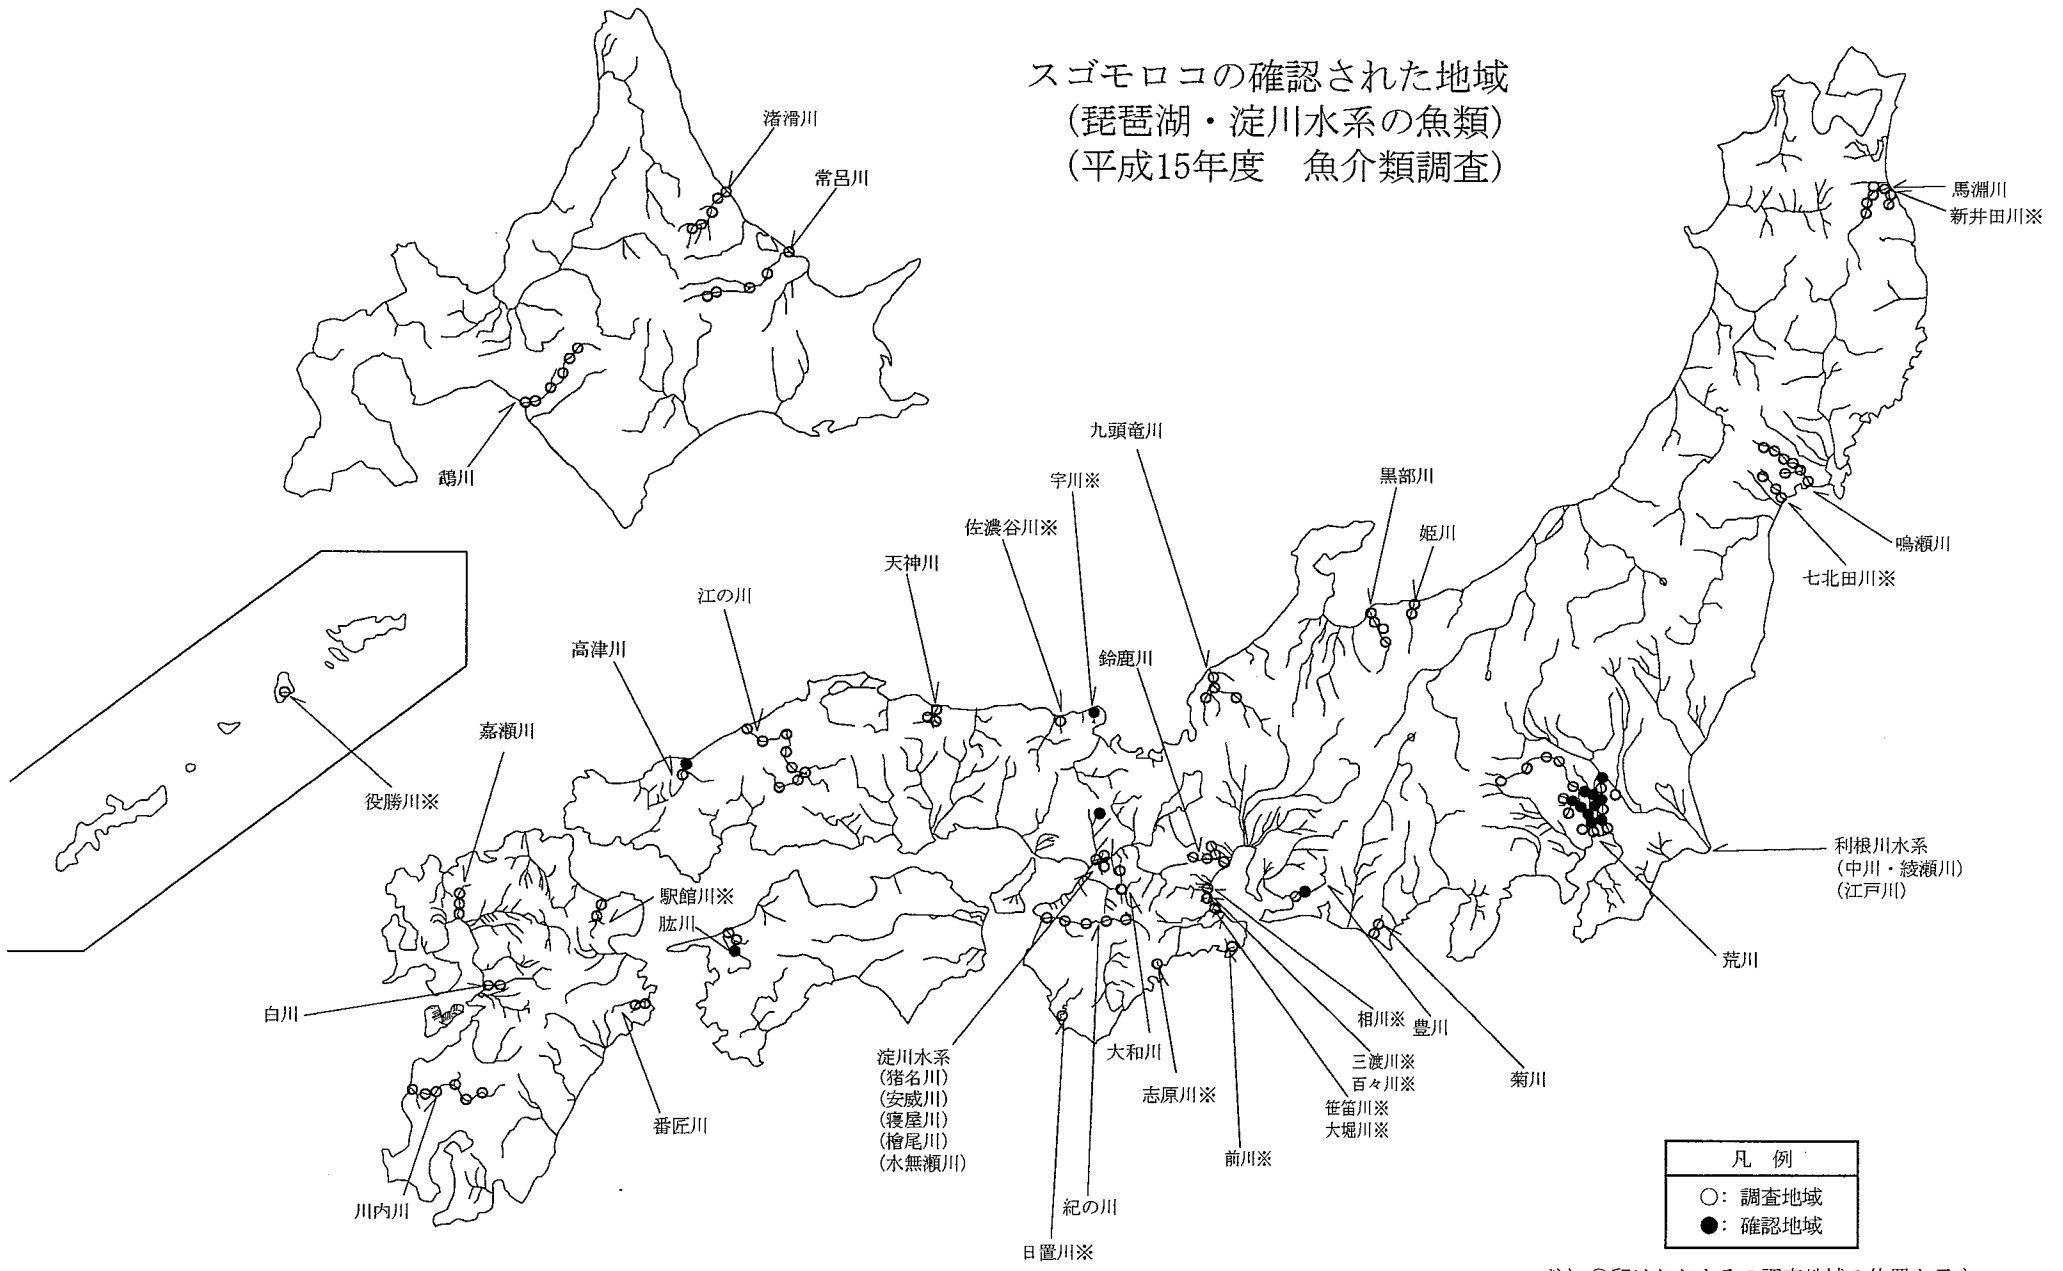 スゴモロコの確認された地域
(琵琶湖・淀川水系の魚類)
(平成15年度 魚介類調査)
渚滑川
常呂川
鵡川
馬淵川
新井田川※
鳴瀬川
七北田川※
九頭竜川
宇川※
佐濃谷川※
天神川
江の川
高津川
黒部川
姫川
鈴鹿川
役勝川※
嘉瀬川
駅館川※
肱川
白川
番匠川
川内川
利根川水系
(中川・綾瀬川)
(江戸川)
荒川
淀川水系
(猪名川)
(安威川)
(寝屋川)
(檜尾川)
(水無瀬川)
大和川
志原川※
紀の川
日置川※
前川※
相川※
豊川
三渡川※
百々川※
笹笛川※
大堀川※
菊川
凡 例
○: 調査地域
●: 確認地域